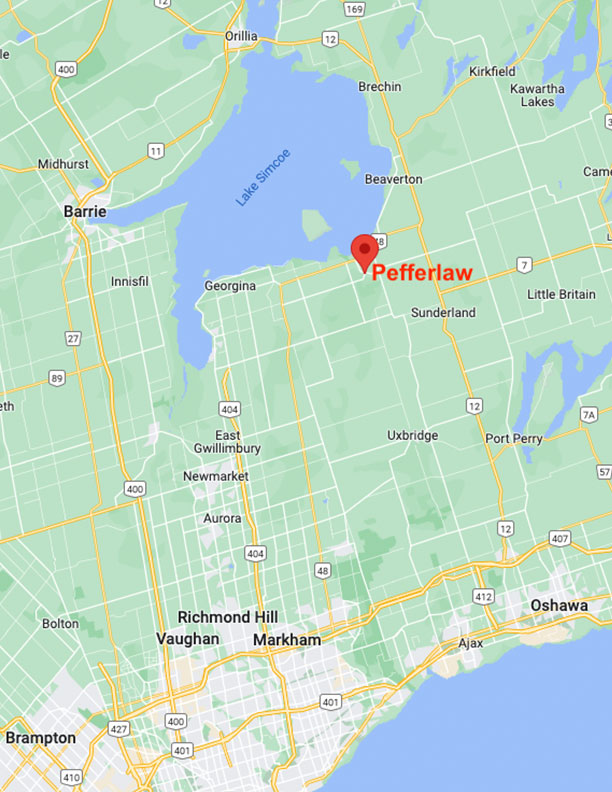 12
169
Orillia
12
le
400
Kirkfield
Brechin
Kawartha
Lakes
11
Midhurst
Lake Simcoe
Beaverton
Came
Barrie
Pefferlaw
7
Innisfil
Georgina
Little Britain
Sunderland
27
89
eth
404
12
7A
East
Gwillimbury
Uxbridge
Port Perry
Newmarket
57
400
Aurora
12
407
404
48
412
Oshawa
Richmond Hill
Bolton
Vaughan
Markham
Ajax
401
427
400
Brampton
401
410